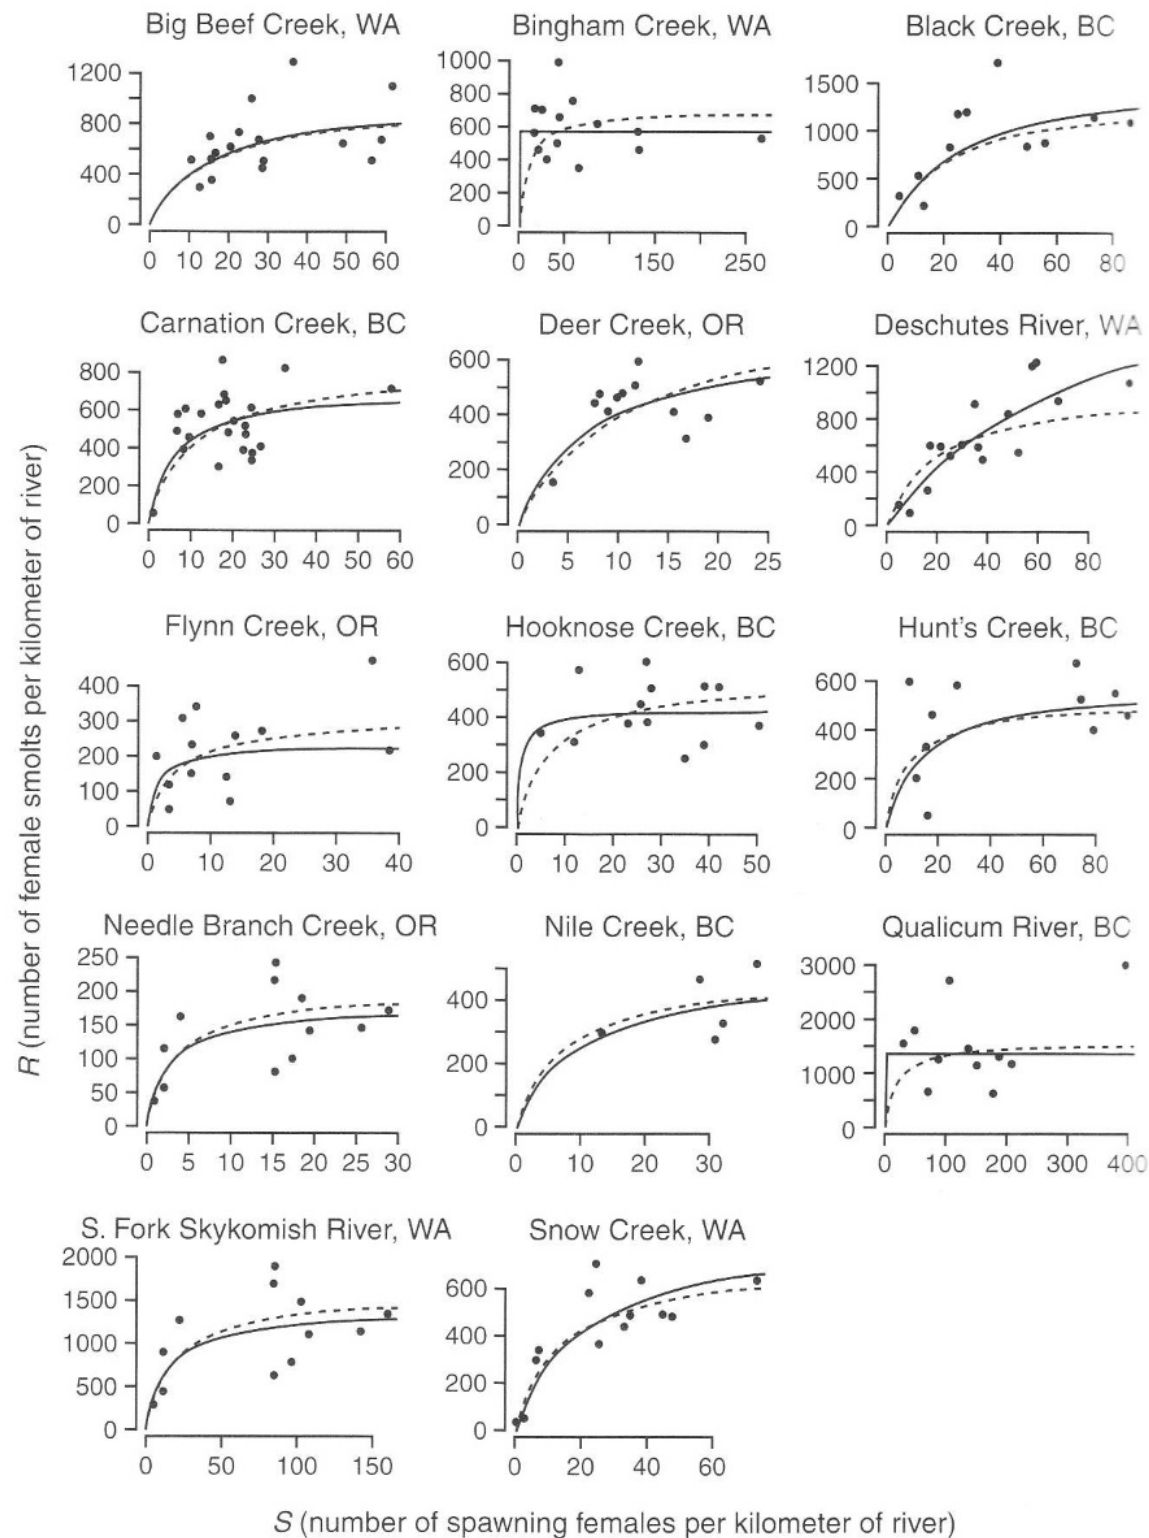 Big Beef Creek, WA
1200
800
400
0
0 10 20 30 40 50 60
Bingham Creek, WA
1000
800
600
400
200
0
0 50 150 250
Black Creek, BC
1500
1000
500
0
0 20 40 60 80
Carnation Creek, BC
800
600
400
200
0
0 10 20 30 40 50 60
Deer Creek, OR
600
400
200
0
0 5 10 15 20 25
Deschutes River, WA
1200
800
400
0
0 20 40 60 80
R (number of female smolts per kilometer of river)
Flynn Creek, OR
400
300
200
100
0
0 10 20 30 40
Hooknose Creek, BC
600
400
200
0
0 10 20 30 40 50
Hunt's Creek, BC
600
400
200
0
0 20 40 60 80
Needle Branch Creek, OR
250
200
150
100
50
0
0 5 10 15 20 25 30
Nile Creek, BC
400
200
0
0 10 20 30
Qualicum River, BC
3000
2000
1000
0
0 100 200 300 400
S. Fork Skykomish River, WA
2000
1500
1000
500
0
0 50 100 150
Snow Creek, WA
600
400
200
0
0 20 40 60
S (number of spawning females per kilometer of river)